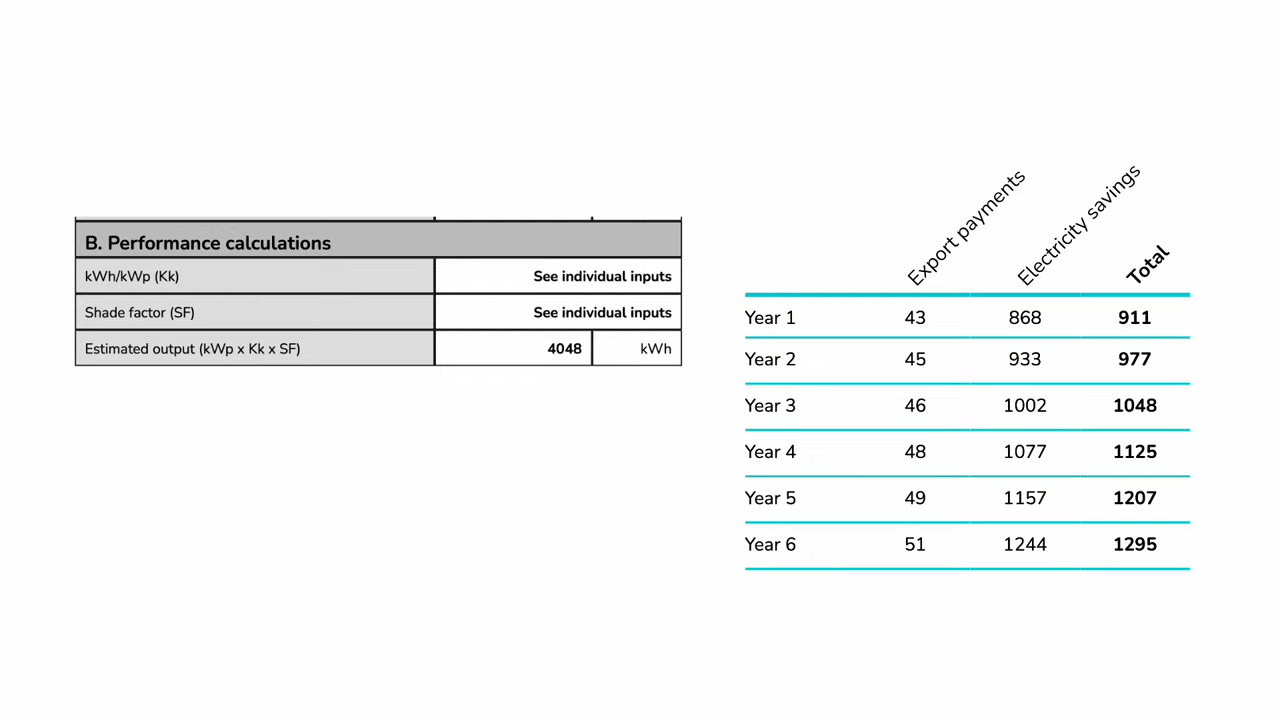 B. Performance calculations
kWh/kWp (Kk) See individual inputs
Shade factor (SF) See individual inputs
Estimated output (kWp x Kk x SF) 4048 kWh
Export payments Electricity savings Total
Year 1 43 868 911
Year 2 45 933 977
Year 3 46 1002 1048
Year 4 48 1077 1125
Year 5 49 1157 1207
Year 6 51 1244 1295